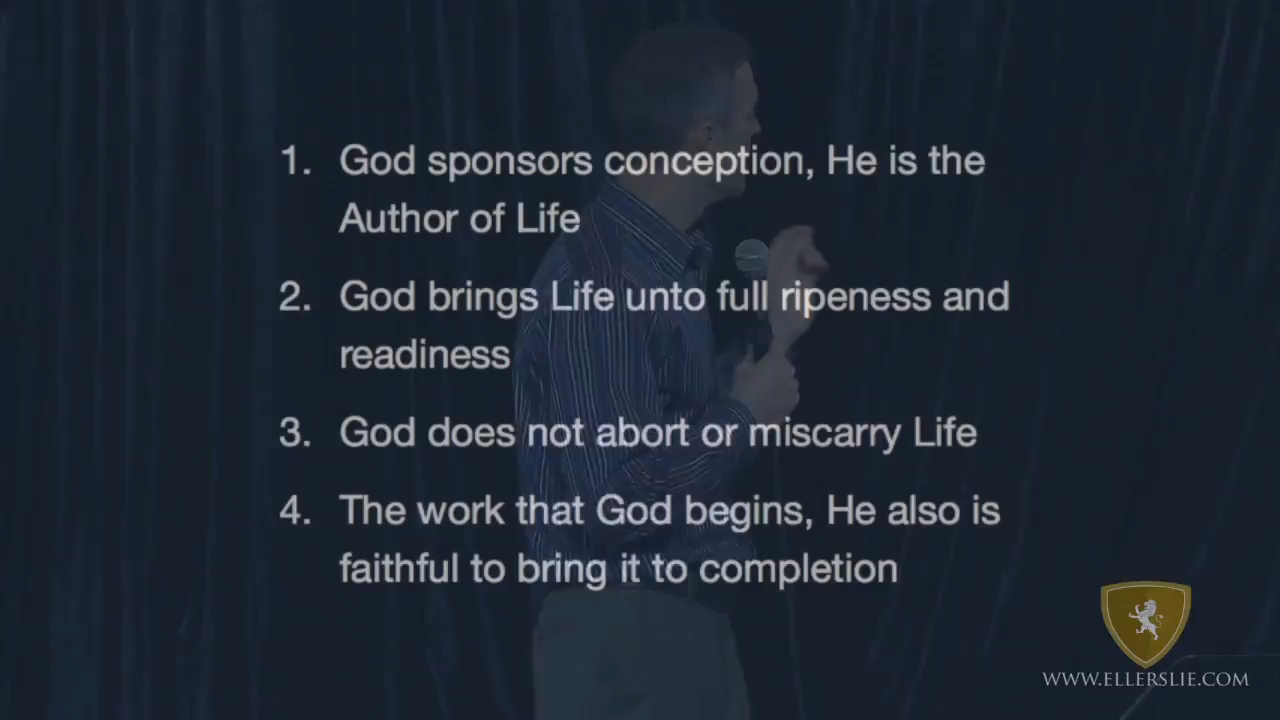 1. God sponsors conception, He is the
Author of Life
2. God brings Life unto full ripeness and
readiness
3. God does not abort or miscarry Life
4. The work that God begins, He also is
faithful to bring it to completion
WWW.ELLERSLIE.COM